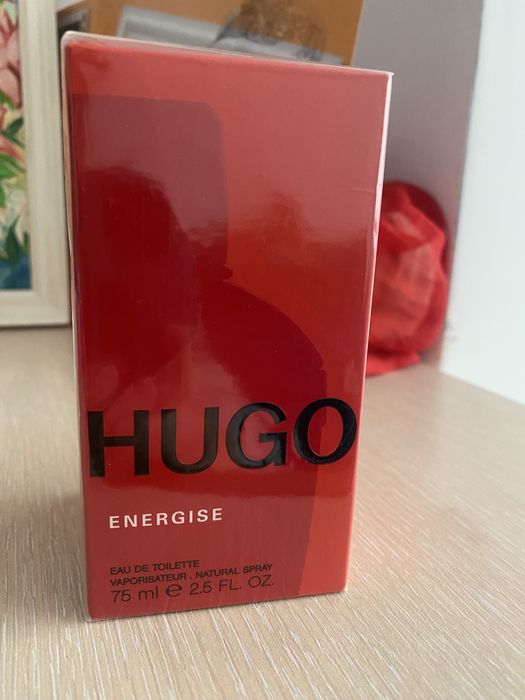 HUGO
ENERGISE
EAU DE TOILETTE
VAPORISATEUR . NATURAL SPRAY
75 ml ℮ 2.5 FL. OZ.